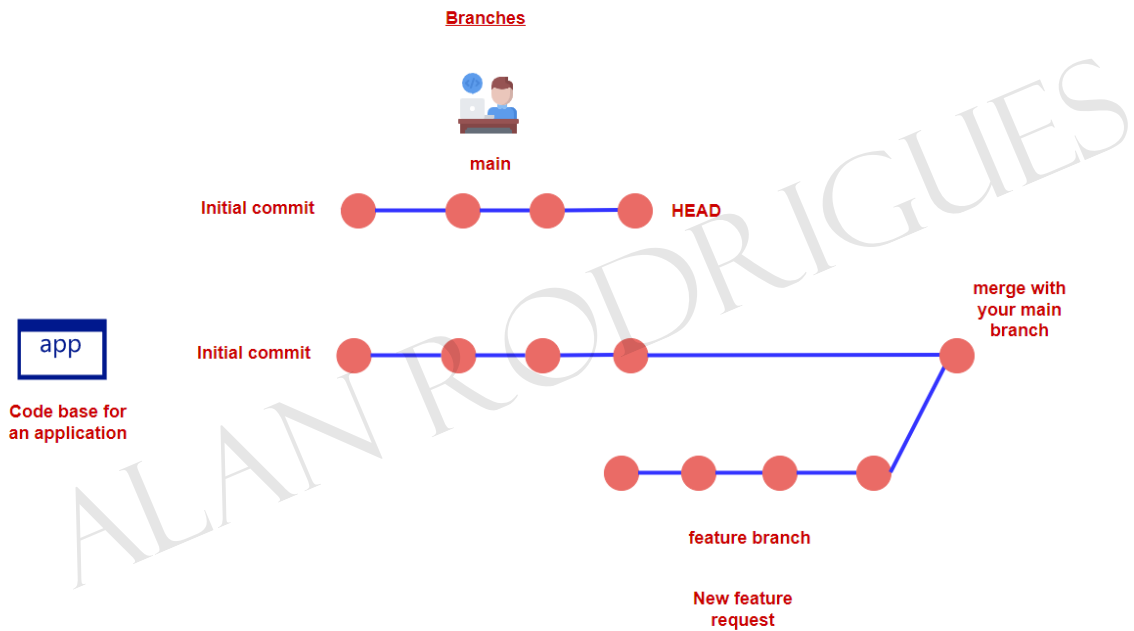 Branches
main
Initial commit
HEAD
merge with
your main
branch
app
Initial commit
Code base for
an application
feature branch
New feature
request
ALAN RODRIGUES